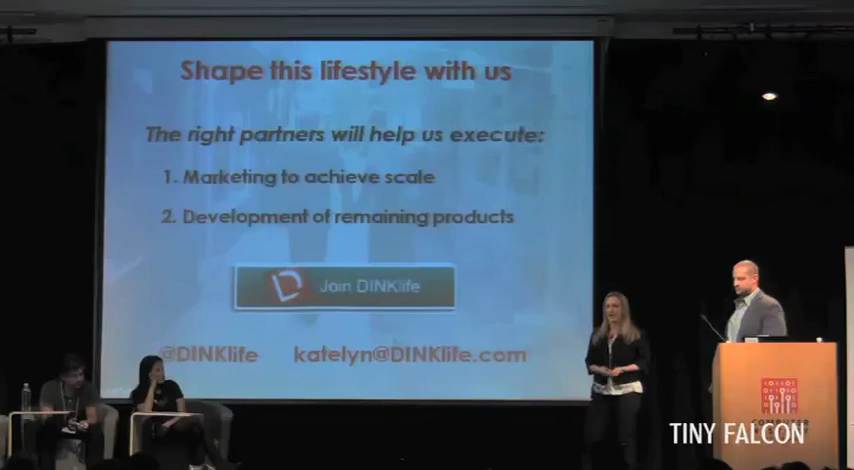 Shape this lifestyle with us
The right partners will help us execute:
1. Marketing to achieve scale
2. Development of remaining products
Join DINKlife
@DINKlife katelyn@DINKlife.com
COMPUTER
TINY FALCON